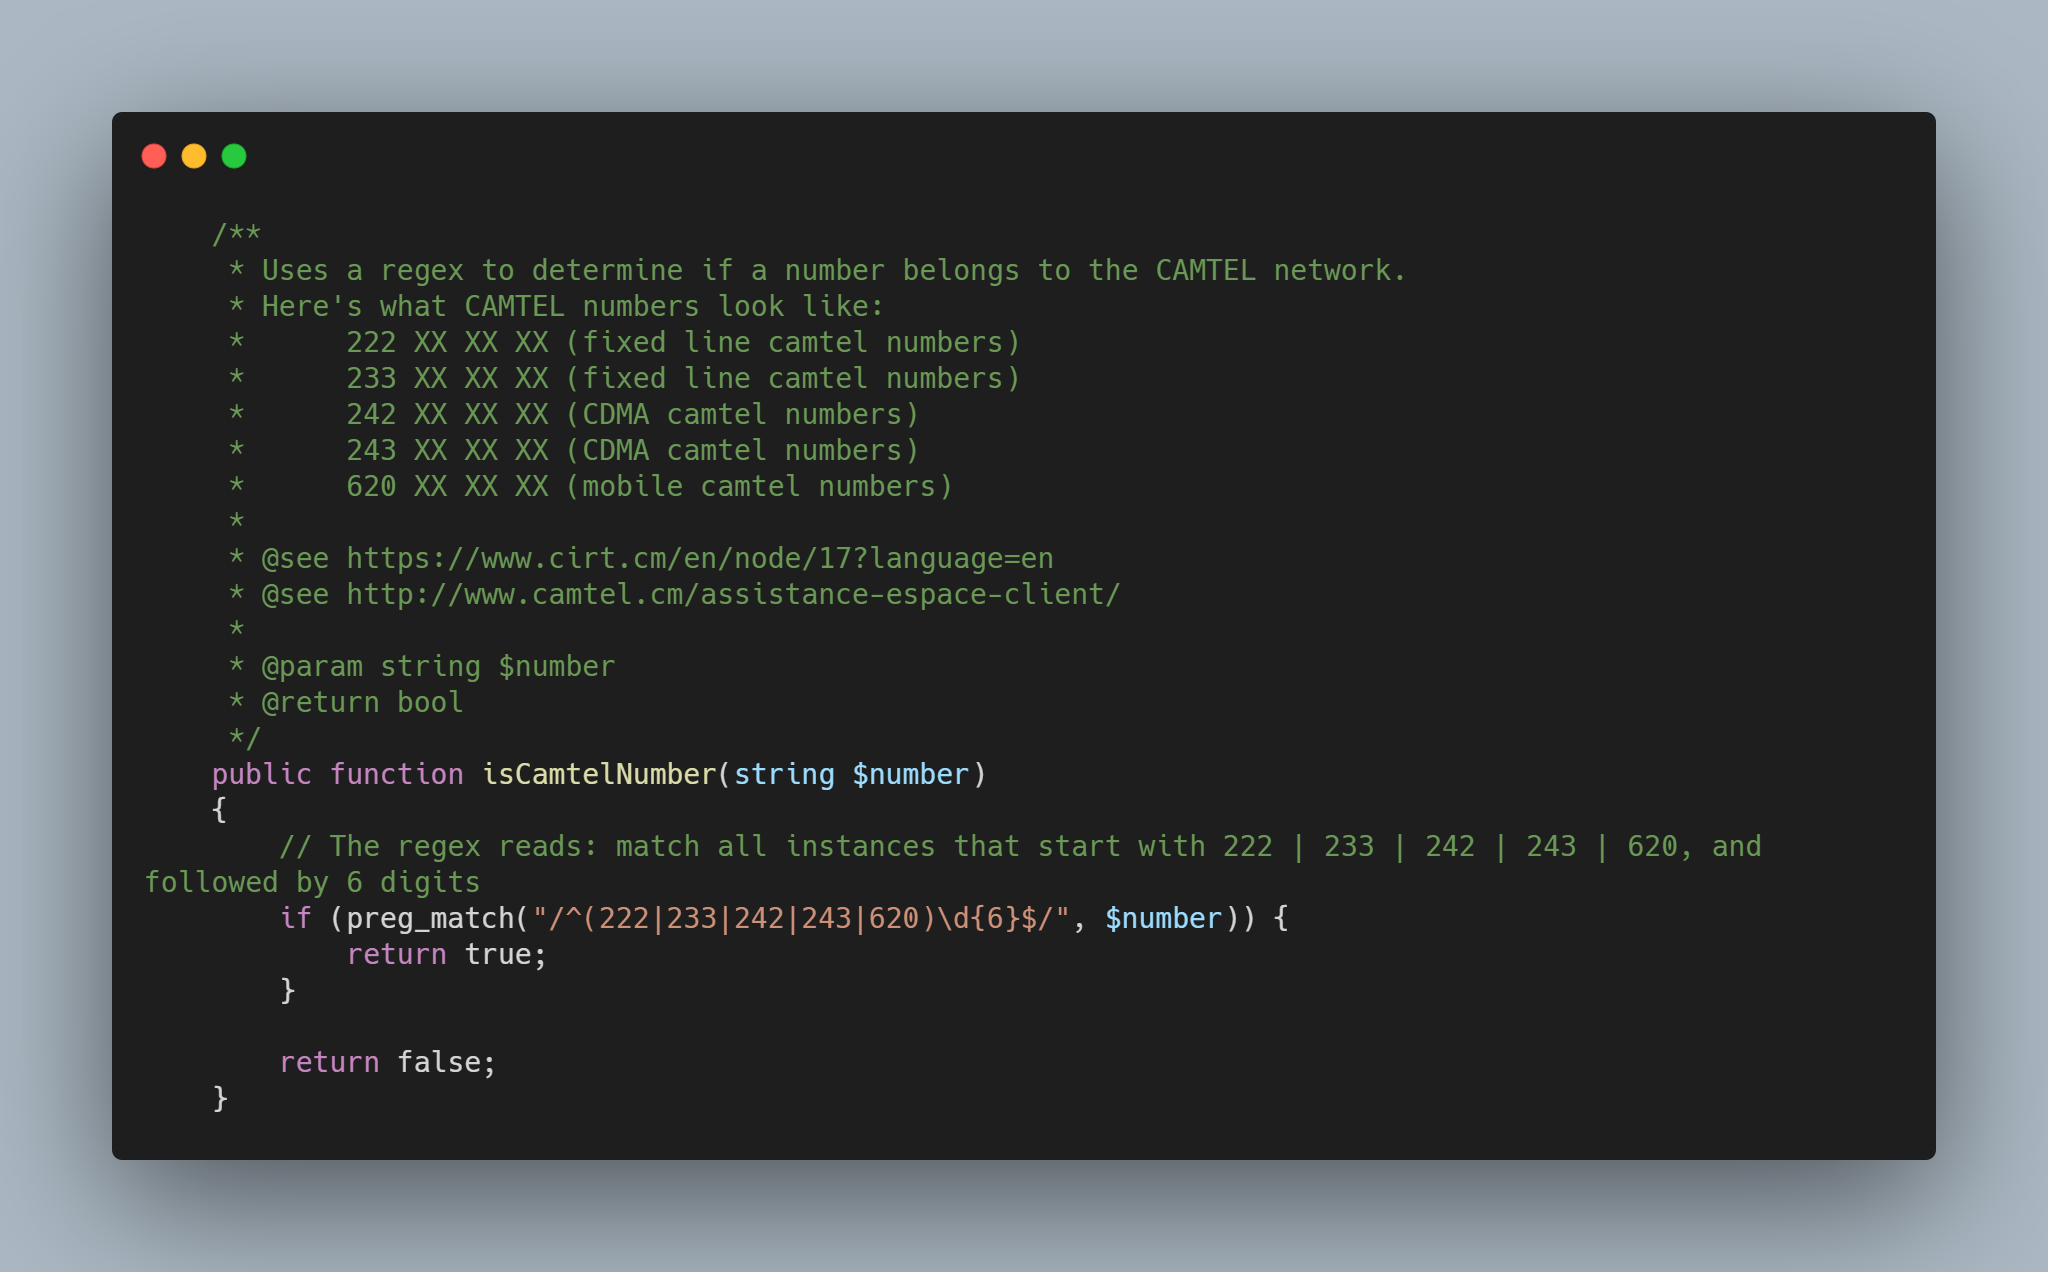 /**
 * Uses a regex to determine if a number belongs to the CAMTEL network.
 * Here's what CAMTEL numbers look like:
 *      222 XX XX XX (fixed line camtel numbers)
 *      233 XX XX XX (fixed line camtel numbers)
 *      242 XX XX XX (CDMA camtel numbers)
 *      243 XX XX XX (CDMA camtel numbers)
 *      620 XX XX XX (mobile camtel numbers)
 *
 * @see https://www.cirt.cm/en/node/17?language=en
 * @see http://www.camtel.cm/assistance-espace-client/
 *
 * @param string $number
 * @return bool
 */
public function isCamtelNumber(string $number)
{
    // The regex reads: match all instances that start with 222 | 233 | 242 | 243 | 620, and
followed by 6 digits
    if (preg_match("/^(222|233|242|243|620)\d{6}$/", $number)) {
        return true;
    }

    return false;
}